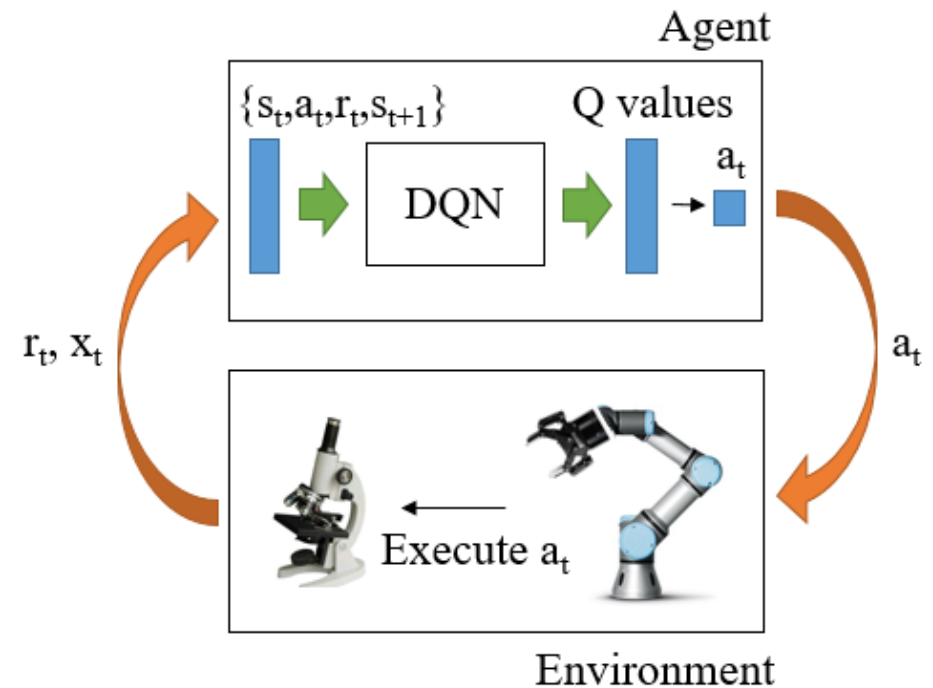 Agent
{sₜ,aₜ,rₜ,sₜ₊₁}
Q values
aₜ
DQN
rₜ, xₜ
aₜ
Execute aₜ
Environment